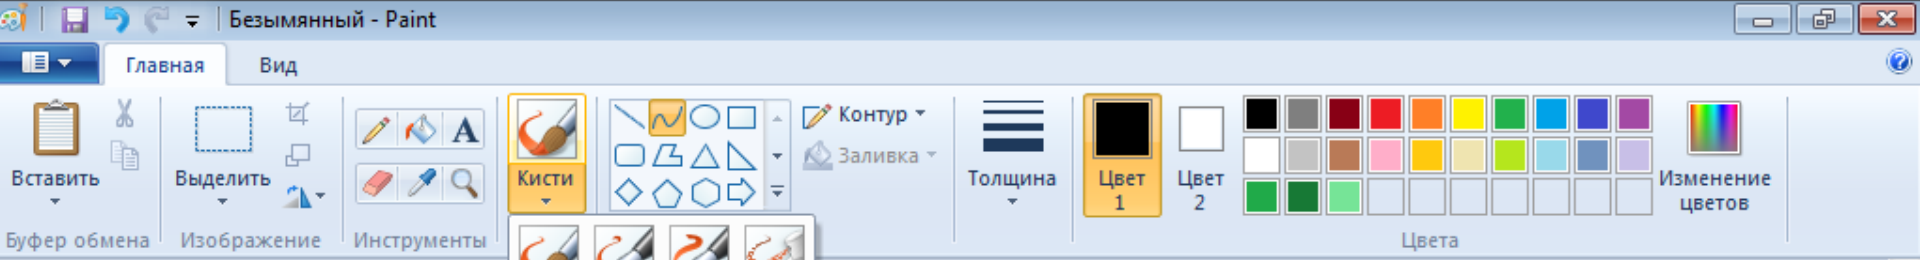 Безымянный - Paint
Главная Вид
Вставить
Выделить
A
Кисти
Контур
Заливка
Толщина
Цвет
1
Цвет
2
Изменение
цветов
Буфер обмена
Изображение
Инструменты
Цвета